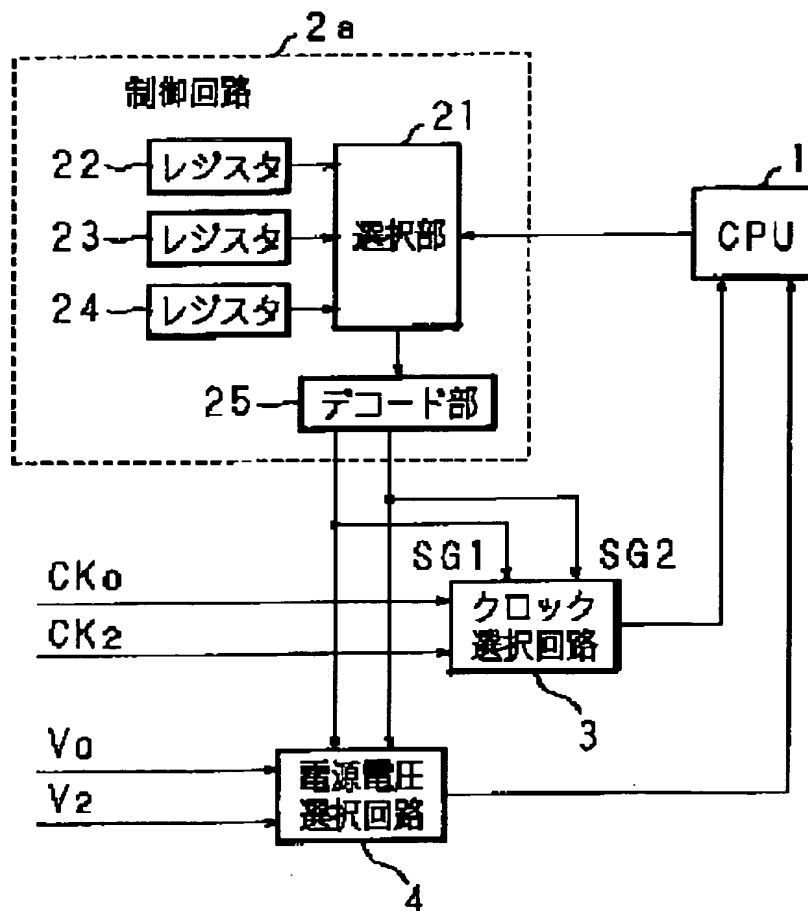 2a
制御回路
21
22
レジスタ
1
23
レジスタ
選択部
CPU
24
レジスタ
25
デコード部
SG1
SG2
CK0
クロック
選択回路
CK2
3
V0
電源電圧
選択回路
V2
4